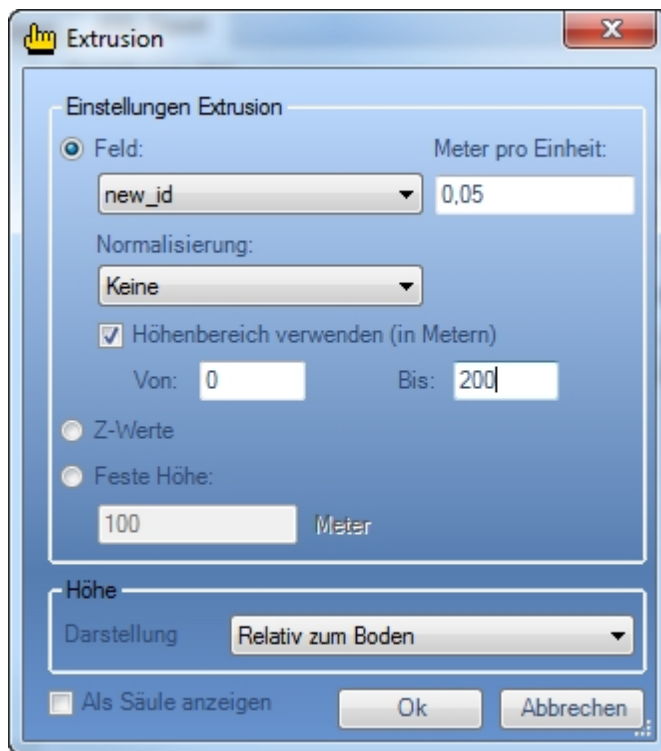 Extrusion
Einstellungen Extrusion
Feld: Meter pro Einheit:
new_id 0,05
Normalisierung:
Keine
Höhenbereich verwenden (in Metern)
Von: 0 Bis: 200
Z-Werte
Feste Höhe:
100 Meter
Höhe
Darstellung Relativ zum Boden
Als Säule anzeigen Ok Abbrechen